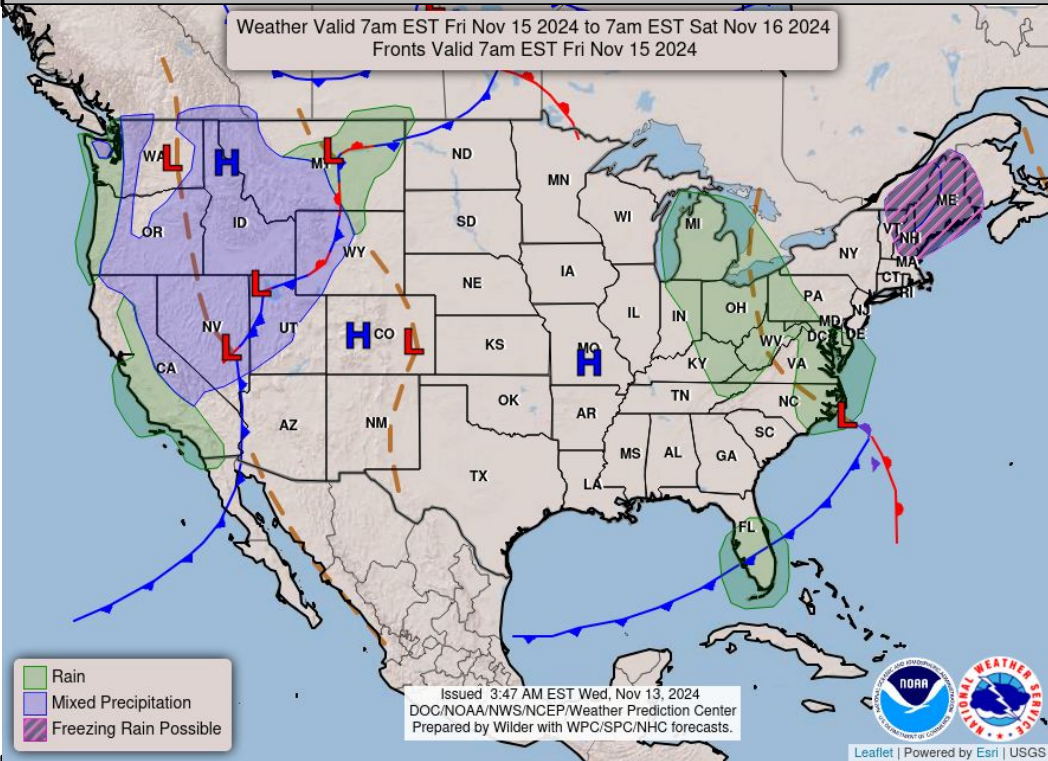 Weather Valid 7am EST Fri Nov 15 2024 to 7am EST Sat Nov 16 2024
Fronts Valid 7am EST Fri Nov 15 2024
L
WA
L
H
MT
L
ND
MN
MI
ME
VT
NH
OR
ID
SD
WI
NY
MA
CT
RI
WY
L
NE
IA
PA
NJ
NV
UT
H
CO
L
KS
MO
H
IL
IN
OH
MD
DE
DC
WV
VA
L
CA
KY
AZ
NM
OK
AR
TN
NC
L
SC
TX
LA
MS
AL
GA
FL
Rain
Mixed Precipitation
Freezing Rain Possible
Issued 3:47 AM EST Wed, Nov 13, 2024
DOC/NOAA/NWS/NCEP/Weather Prediction Center
Prepared by Wilder with WPC/SPC/NHC forecasts.
NOAA
NATIONAL WEATHER SERVICE
Leaflet | Powered by Esri | USGS